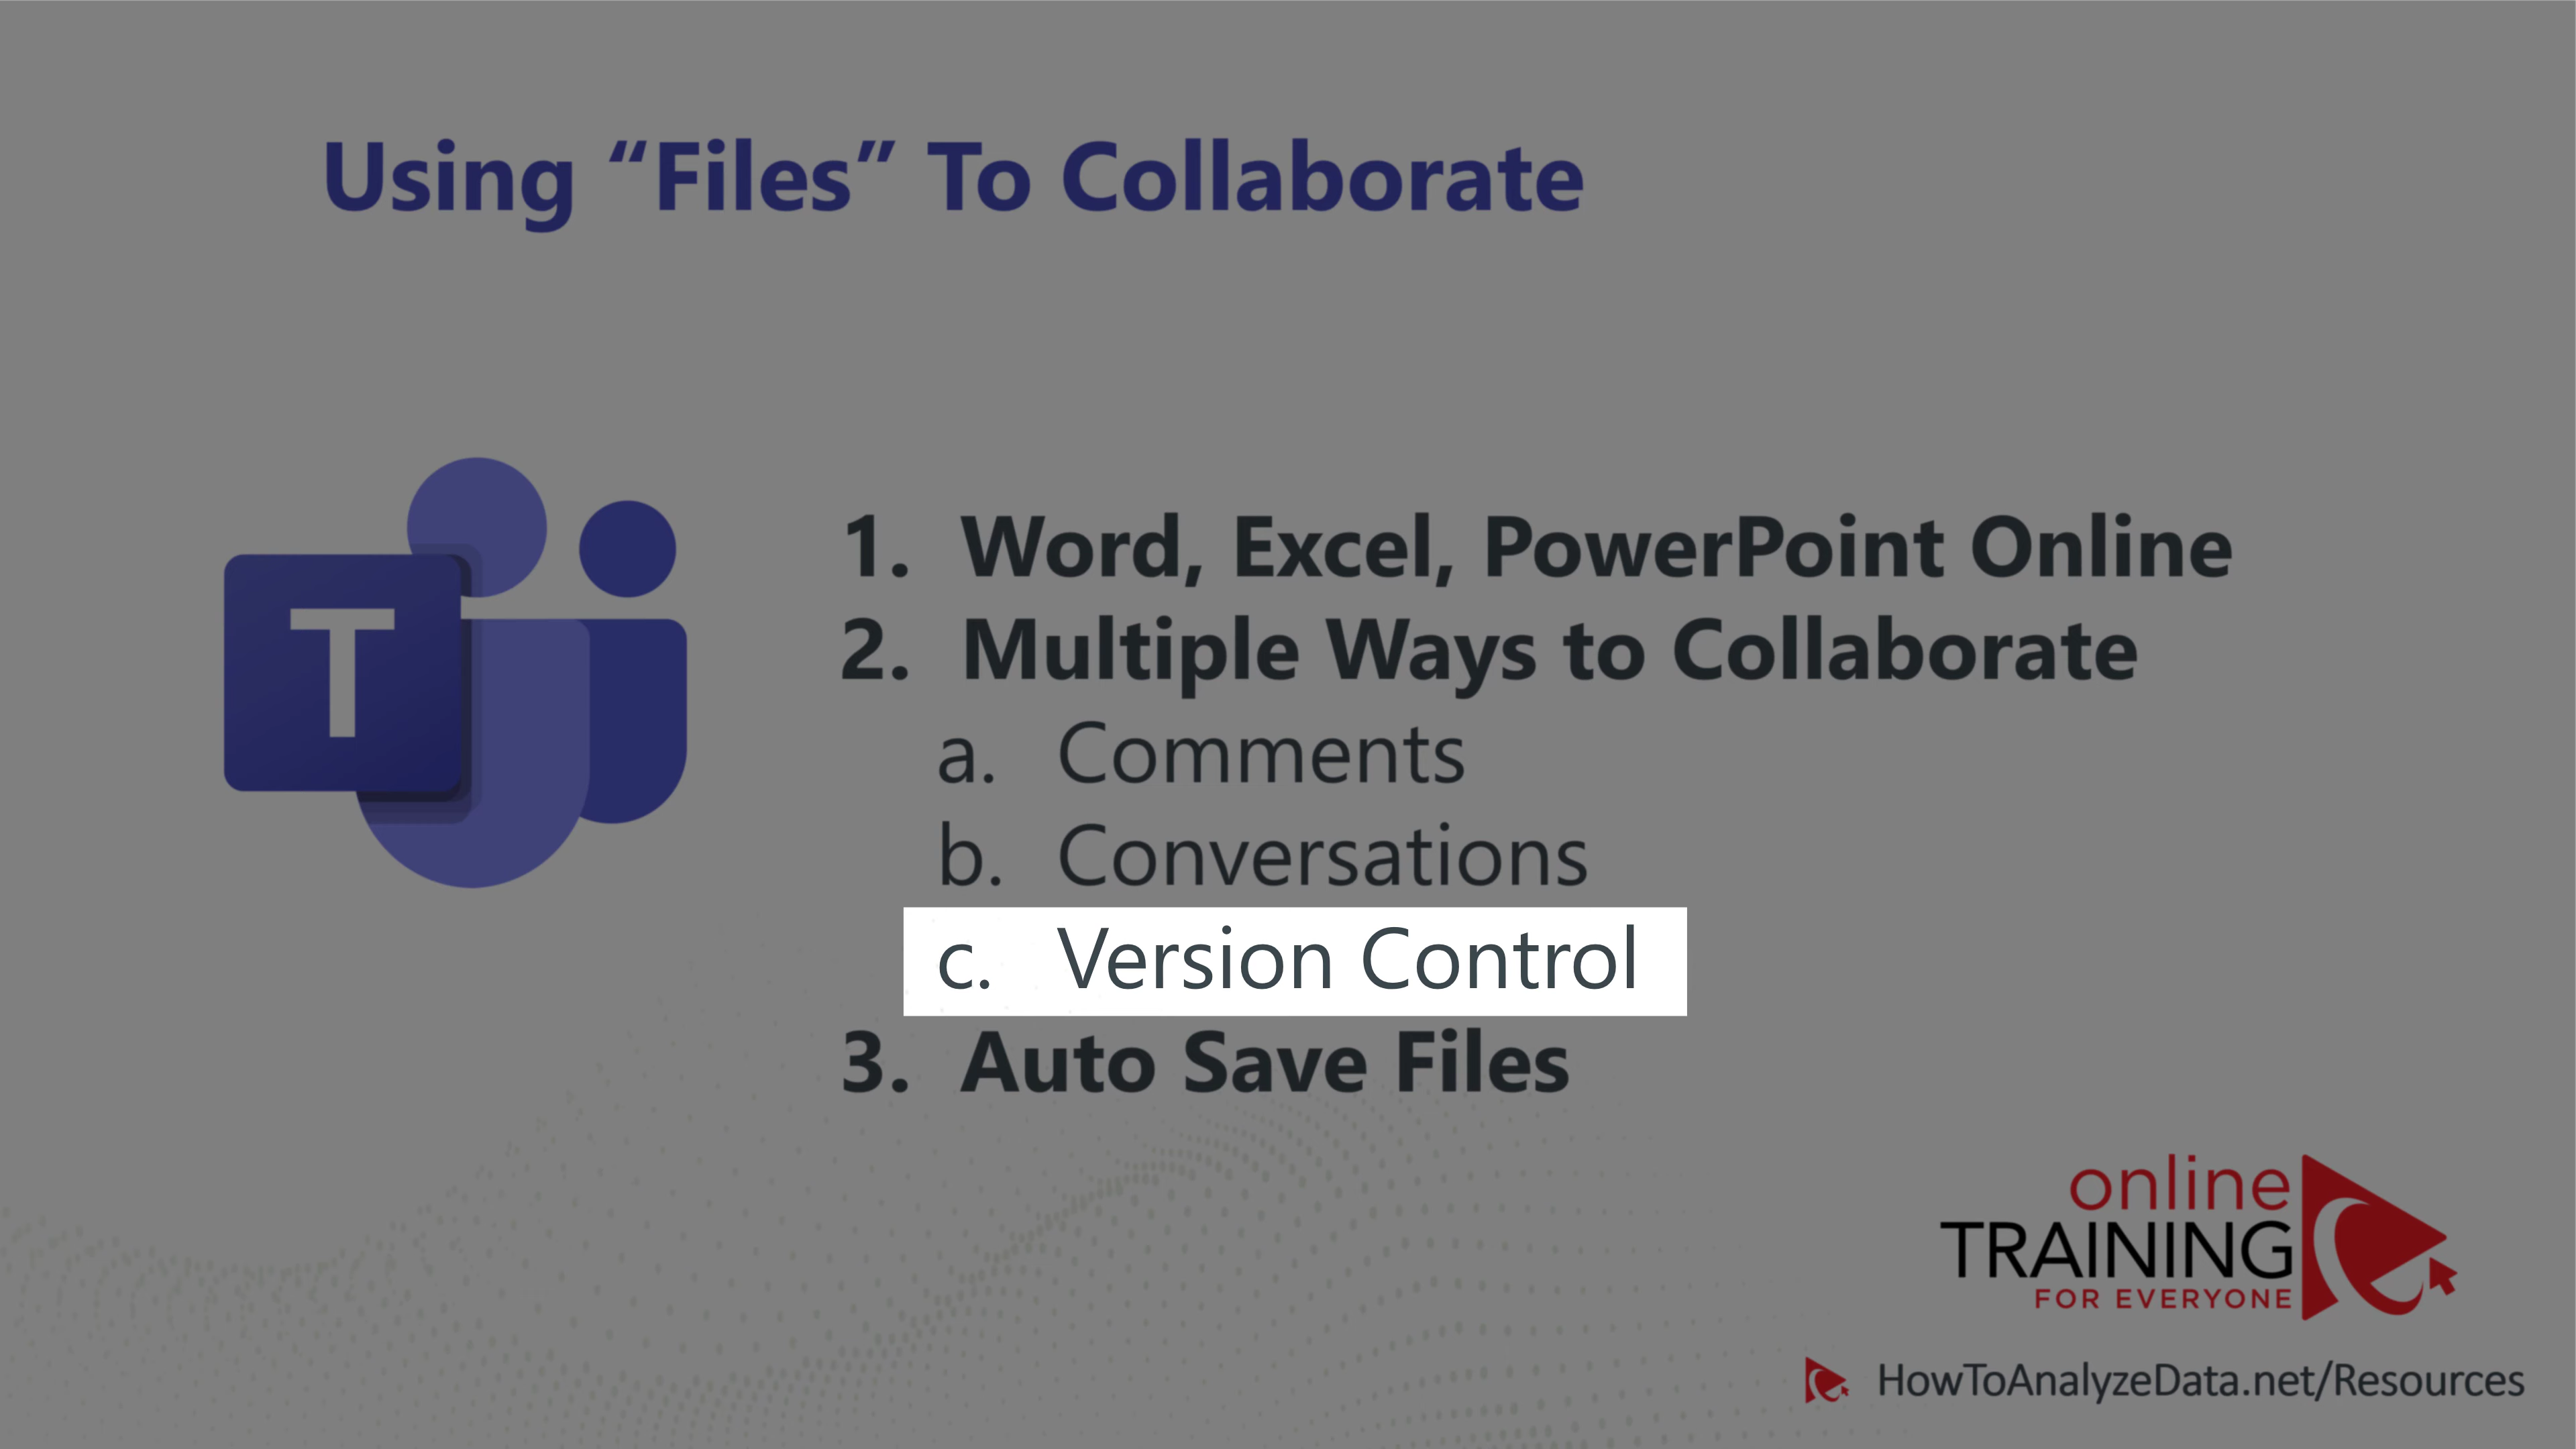 Using “Files” To Collaborate
T
1. Word, Excel, PowerPoint Online
2. Multiple Ways to Collaborate
a. Comments
b. Conversations
c. Version Control
3. Auto Save Files
online
TRAINING
FOR EVERYONE
HowToAnalyzeData.net/Resources